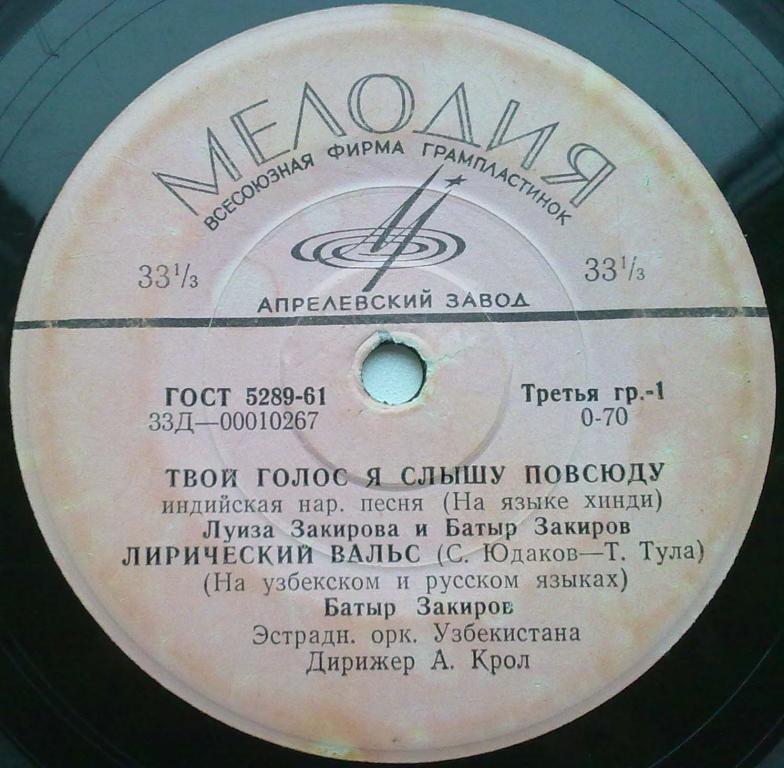 МЕЛОДИЯ
ВСЕСОЮЗНАЯ ФИРМА ГРАМПЛАСТИНОК
33⅓ 33⅓
АПРЕЛЕВСКИЙ ЗАВОД
ГОСТ 5289-61 Третья гр.-1
33Д—00010267 0-70
ТВОЙ ГОЛОС Я СЛЫШУ ПОВСЮДУ
индийская нар. песня (На языке хинди)
Луиза Закирова и Батыр Закиров
ЛИРИЧЕСКИЙ ВАЛЬС (С. Юдаков—Т. Тула)
(На узбекском и русском языках)
Батыр Закиров
Эстрадн. орк. Узбекистана
Дирижер А. Крол